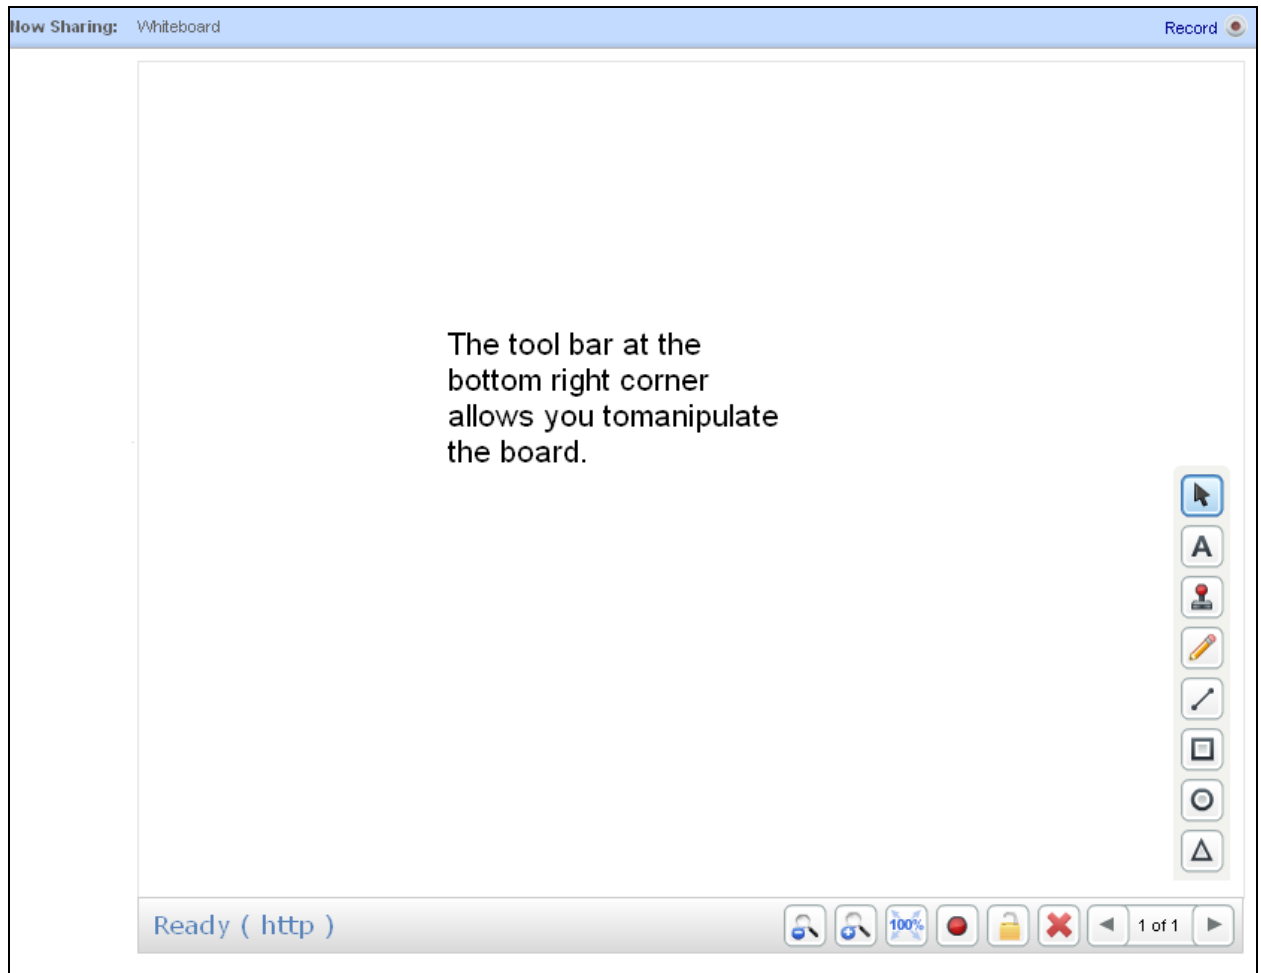 Now Sharing: Whiteboard Record
The tool bar at the
bottom right corner
allows you tomanipulate
the board.
A
Ready ( http ) 100% 1 of 1